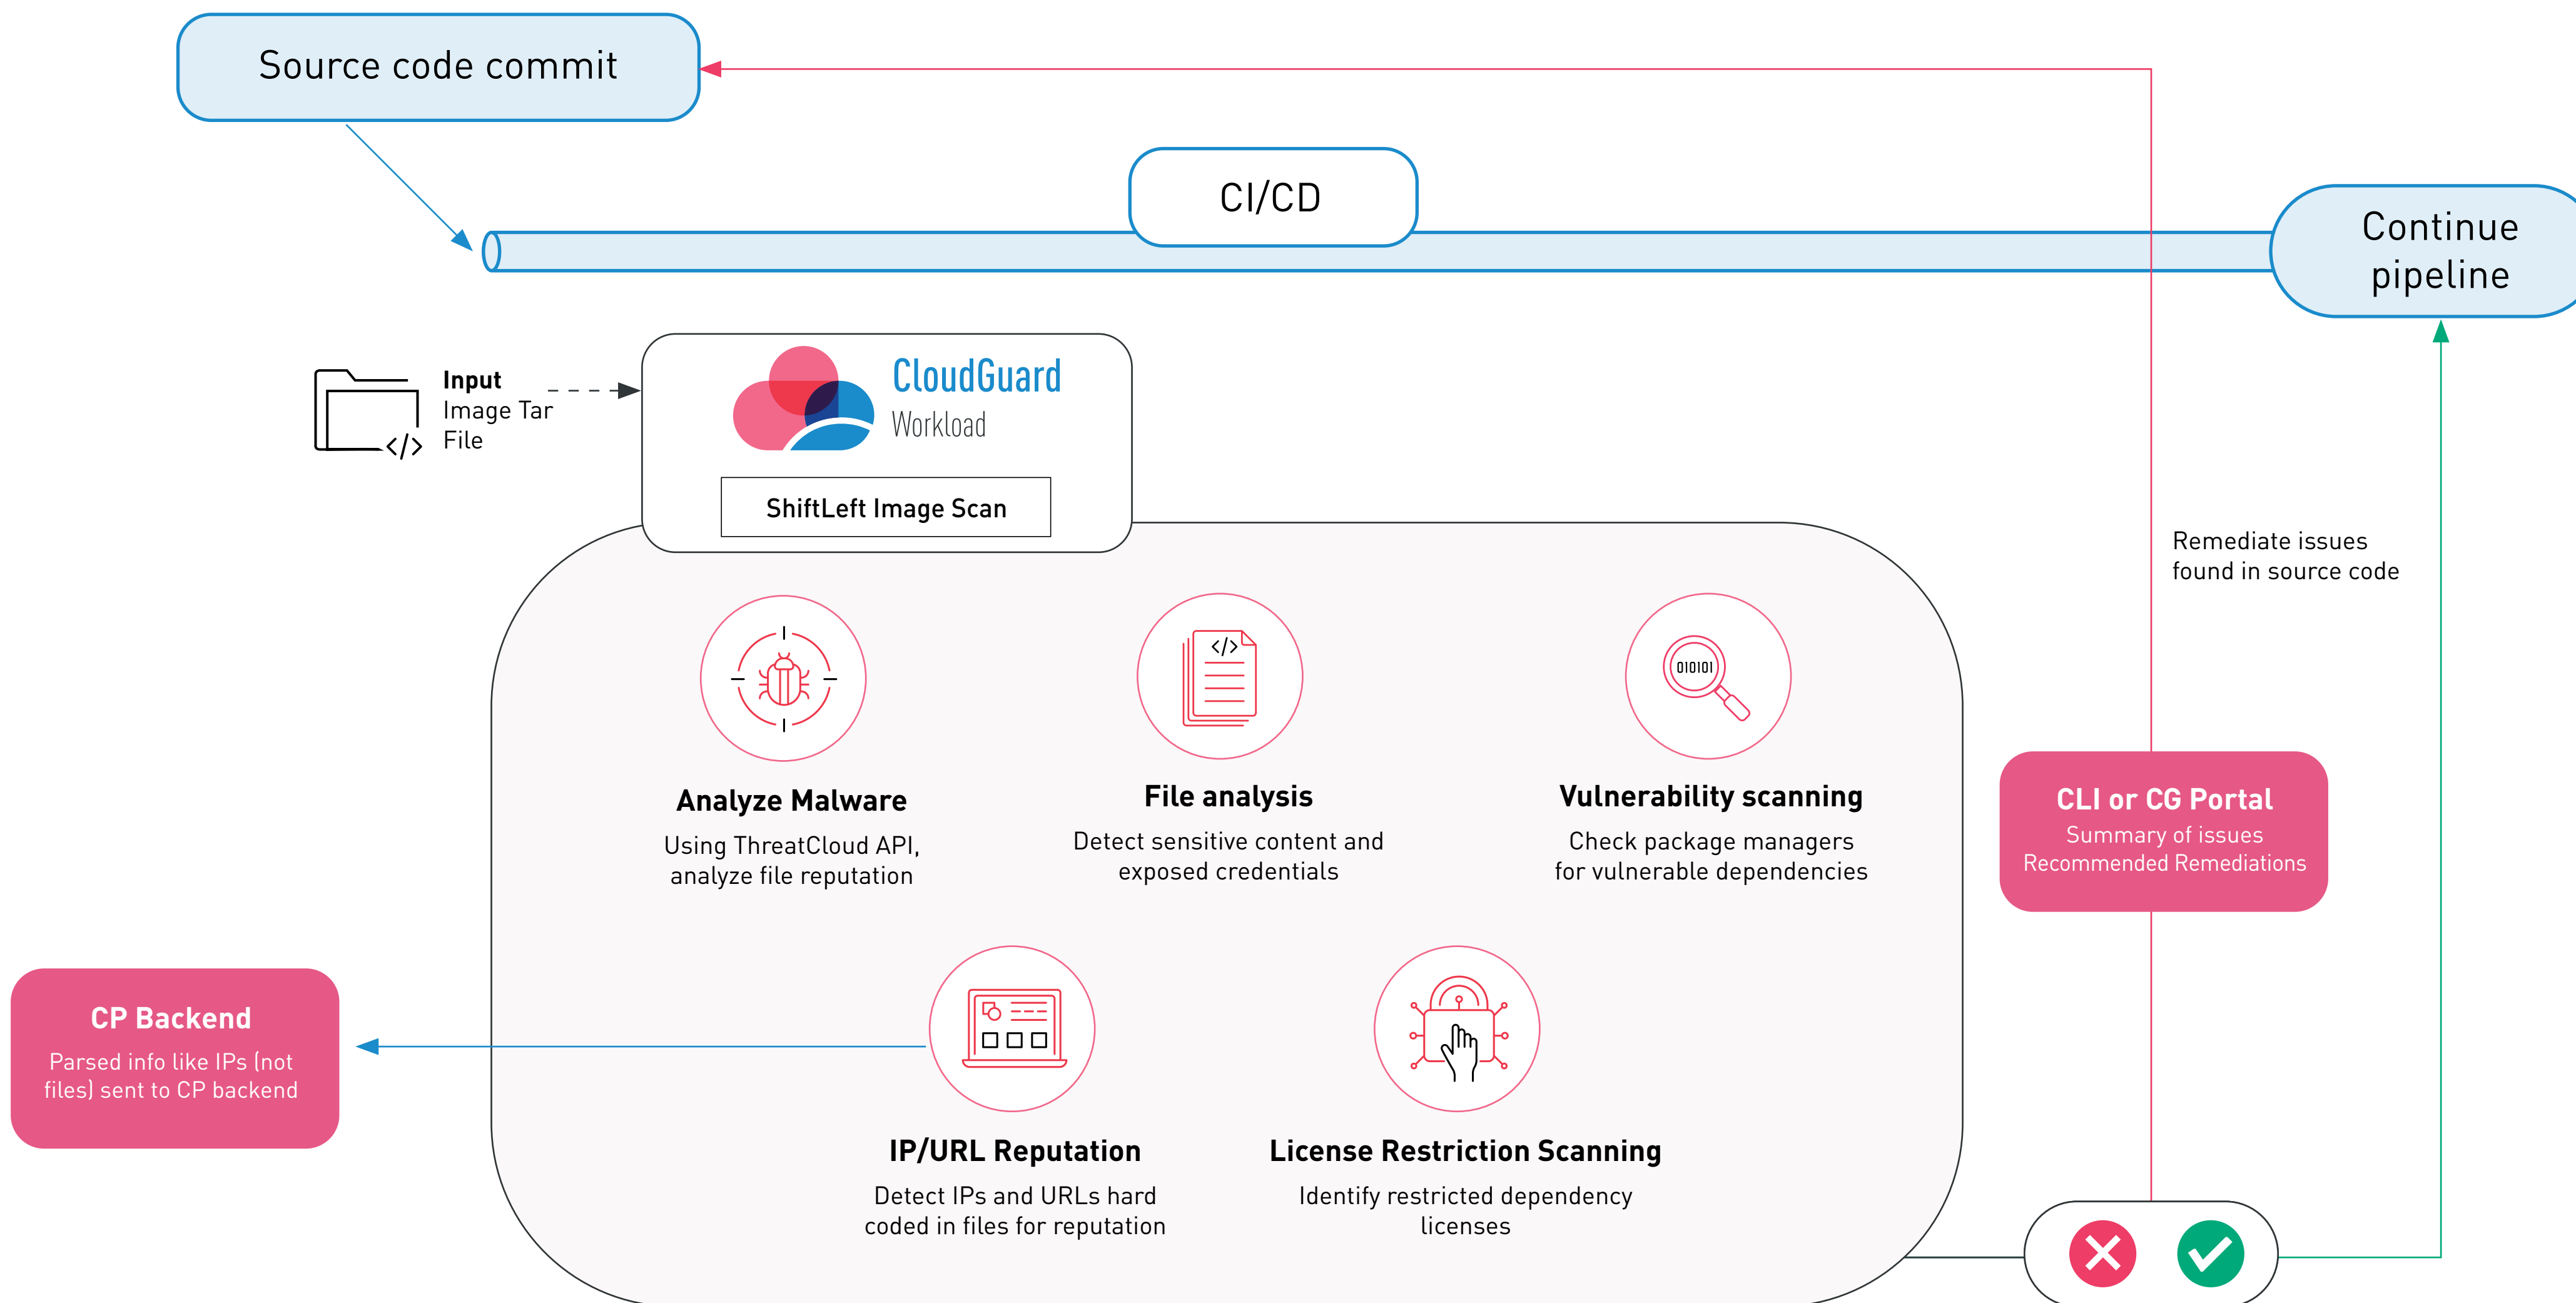 Source code commit
CI/CD
Continue
pipeline
Input
Image Tar
File
</>
CloudGuard
Workload
ShiftLeft Image Scan
Remediate issues
found in source code
</>
010101
Analyze Malware
Using ThreatCloud API,
analyze file reputation
File analysis
Detect sensitive content and
exposed credentials
Vulnerability scanning
Check package managers
for vulnerable dependencies
CLI or CG Portal
Summary of issues
Recommended Remediations
CP Backend
Parsed info like IPs (not
files) sent to CP backend
IP/URL Reputation
Detect IPs and URLs hard
coded in files for reputation
License Restriction Scanning
Identify restricted dependency
licenses